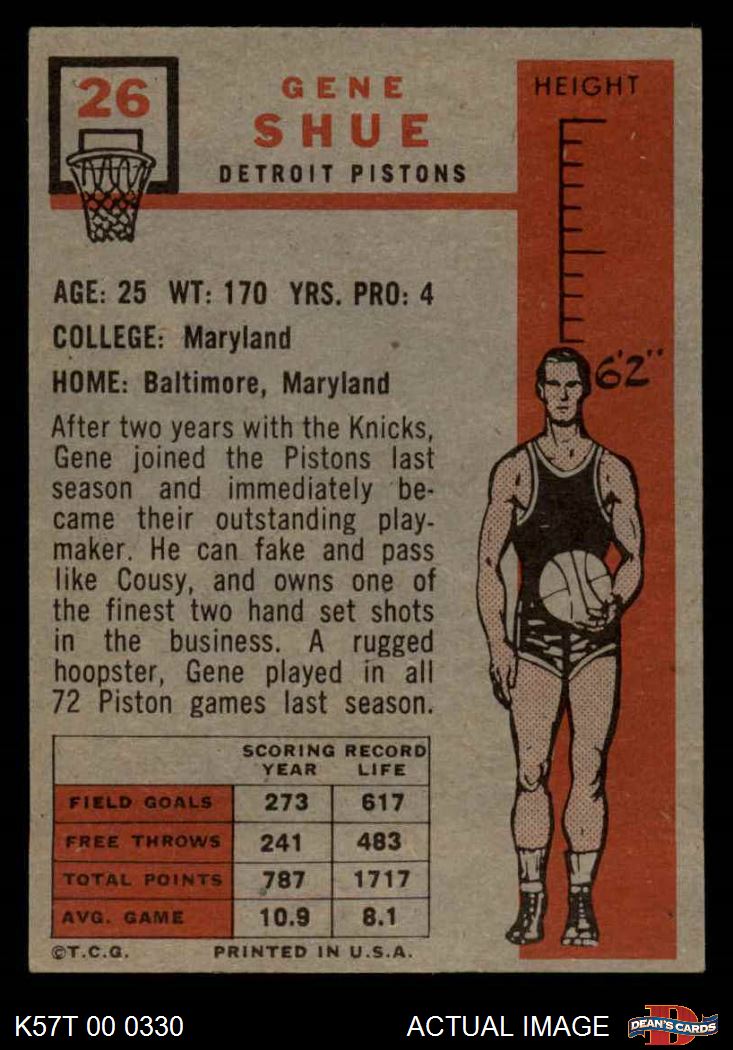 26
GENE
SHUE
DETROIT PISTONS
HEIGHT
6'2"
AGE: 25 WT: 170 YRS. PRO: 4
COLLEGE: Maryland
HOME: Baltimore, Maryland
After two years with the Knicks,
Gene joined the Pistons last
season and immediately be-
came their outstanding play-
maker. He can fake and pass
like Cousy, and owns one of
the finest two hand set shots
in the business. A rugged
hoopster, Gene played in all
72 Piston games last season.
SCORING RECORD
YEAR LIFE
FIELD GOALS 273 617
FREE THROWS 241 483
TOTAL POINTS 787 1717
AVG. GAME 10.9 8.1
©T.C.G. PRINTED IN U.S.A.
K57T 00 0330 ACTUAL IMAGE
D
DEAN'S CARDS